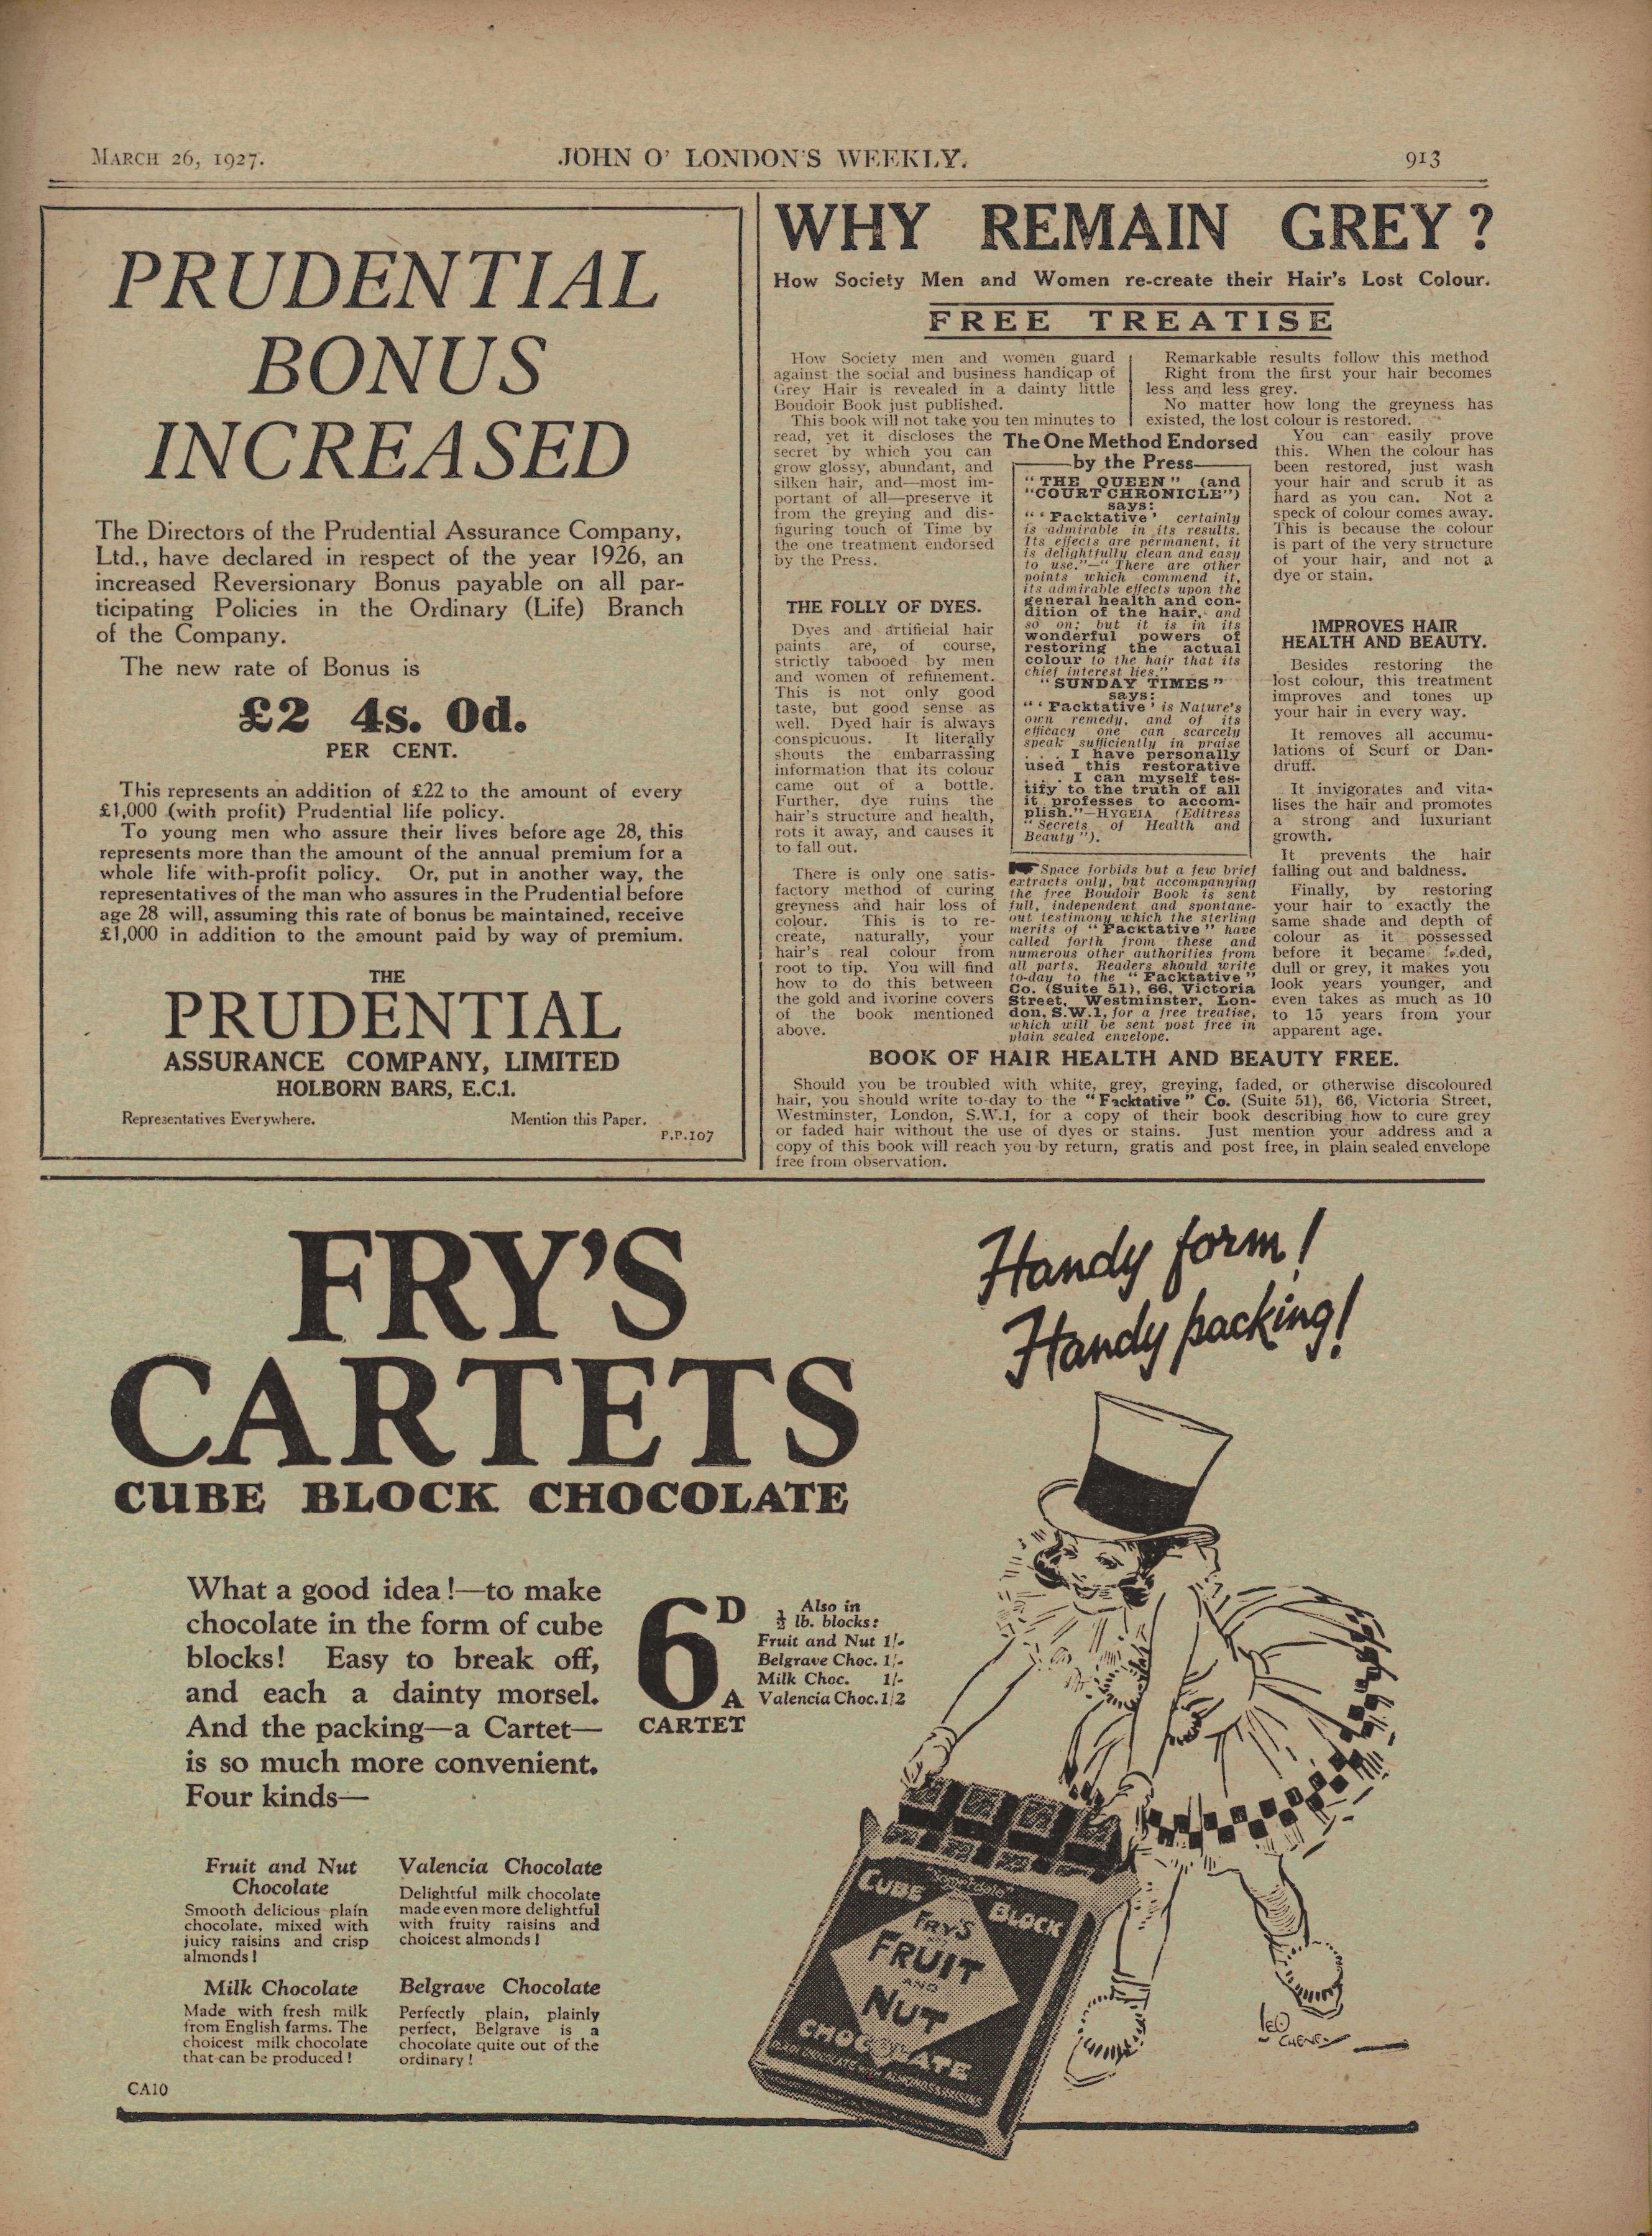 MARCH 26, 1927.
JOHN O' LONDON'S WEEKLY.
913
PRUDENTIAL
BONUS
INCREASED
The Directors of the Prudential Assurance Company,
Ltd., have declared in respect of the year 1926, an
increased Reversionary Bonus payable on all par-
ticipating Policies in the Ordinary (Life) Branch
of the Company.
The new rate of Bonus is
£2 4s. 0d.
PER CENT.
This represents an addition of £22 to the amount of every
£1,000 (with profit) Prudential life policy.
To young men who assure their lives before age 28, this
represents more than the amount of the annual premium for a
whole life with-profit policy. Or, put in another way, the
representatives of the man who assures in the Prudential before
age 28 will, assuming this rate of bonus be maintained, receive
£1,000 in addition to the amount paid by way of premium.
THE
PRUDENTIAL
ASSURANCE COMPANY, LIMITED
HOLBORN BARS, E.C.1.
Representatives Everywhere.
Mention this Paper.
P.P.107
WHY REMAIN GREY?
How Society Men and Women re-create their Hair's Lost Colour.
FREE TREATISE
How Society men and women guard
against the social and business handicap of
Grey Hair is revealed in a dainty little
Boudoir Book just published.
This book will not take you ten minutes to
read, yet it discloses the
secret by which you can
grow glossy, abundant, and
silken hair, and—most im-
portant of all—preserve it
from the greying and dis-
figuring touch of Time by
the one treatment endorsed
by the Press.
THE FOLLY OF DYES.
Dyes and artificial hair
paints are, of course,
strictly tabooed by men
and women of refinement.
This is not only good
taste, but good sense as
well. Dyed hair is always
conspicuous. It literally
shouts the embarrassing
information that its colour
came out of a bottle.
Further, dye ruins the
hair's structure and health,
rots it away, and causes it
to fall out.
There is only one satis-
factory method of curing
greyness and hair loss of
colour. This is to re-
create, naturally, your
hair's real colour from
root to tip. You will find
how to do this between
the gold and ivorine covers
of the book mentioned
above.
The One Method Endorsed
by the Press
"THE QUEEN" (and
"COURT CHRONICLE")
says:
"'Facktative' certainly
is admirable in its results.
Its effects are permanent, it
is delightfully clean and easy
to use."—"There are other
points which commend it,
its admirable effects upon the
general health and con-
dition of the hair, and
so on; but it is in its
wonderful powers of
restoring the actual
colour to the hair that its
chief interest lies."
"SUNDAY TIMES"
says:
"'Facktative' is Nature's
own remedy, and of its
efficacy one can scarcely
speak sufficiently in praise
. . . I have personally
used this restorative
. . . . I can myself tes-
tify to the truth of all
it professes to accom-
plish."—HYGEIA (Editress
"Secrets of Health and
Beauty").
Space forbids but a few brief
extracts only, but accompanying
the free Boudoir Book is sent
full, independent and spontane-
out testimony which the sterling
merits of "Facktative" have
called forth from these and
numerous other authorities from
all parts. Readers should write
to-day to the "Facktative"
Co. (Suite 51), 66, Victoria
Street, Westminster, Lon-
don, S.W.1, for a free treatise,
which will be sent post free in
plain sealed envelope.
Remarkable results follow this method
Right from the first your hair becomes
less and less grey.
No matter how long the greyness has
existed, the lost colour is restored.
You can easily prove
this. When the colour has
been restored, just wash
your hair and scrub it as
hard as you can. Not a
speck of colour comes away.
This is because the colour
is part of the very structure
of your hair, and not a
dye or stain.
IMPROVES HAIR
HEALTH AND BEAUTY.
Besides restoring the
lost colour, this treatment
improves and tones up
your hair in every way.
It removes all accumu-
lations of Scurf or Dan-
druff.
It invigorates and vita-
lises the hair and promotes
a strong and luxuriant
growth.
It prevents the hair
falling out and baldness.
Finally, by restoring
your hair to exactly the
same shade and depth of
colour as it possessed
before it became faded,
dull or grey, it makes you
look years younger, and
even takes as much as 10
to 15 years from your
apparent age.
BOOK OF HAIR HEALTH AND BEAUTY FREE.
Should you be troubled with white, grey, greying, faded, or otherwise discoloured
hair, you should write to-day to the "Facktative" Co. (Suite 51), 66, Victoria Street,
Westminster, London, S.W.1, for a copy of their book describing how to cure grey
or faded hair without the use of dyes or stains. Just mention your address and a
copy of this book will reach you by return, gratis and post free, in plain sealed envelope
free from observation.
FRY'S
CARTETS
CUBE BLOCK CHOCOLATE
Handy form!
Handy packing!
What a good idea!—to make
chocolate in the form of cube
blocks! Easy to break off,
and each a dainty morsel.
And the packing—a Cartet—
is so much more convenient.
Four kinds—
6D
A
CARTET
Also in
½ lb. blocks:
Fruit and Nut 1/-
Belgrave Choc. 1/-
Milk Choc. 1/-
Valencia Choc. 1/2
Fruit and Nut
Chocolate
Smooth delicious plain
chocolate, mixed with
juicy raisins and crisp
almonds!
Valencia Chocolate
Delightful milk chocolate
made even more delightful
with fruity raisins and
choicest almonds!
Milk Chocolate
Made with fresh milk
from English farms. The
choicest milk chocolate
that can be produced!
Belgrave Chocolate
Perfectly plain, plainly
perfect, Belgrave is a
chocolate quite out of the
ordinary!
CA10
"Somerdale"
CUBE BLOCK
FRY'S
FRUIT
AND
NUT
CHOCOLATE
CHOCOLATE WITH ALMONDS & RAISINS
LEO
CHENEY